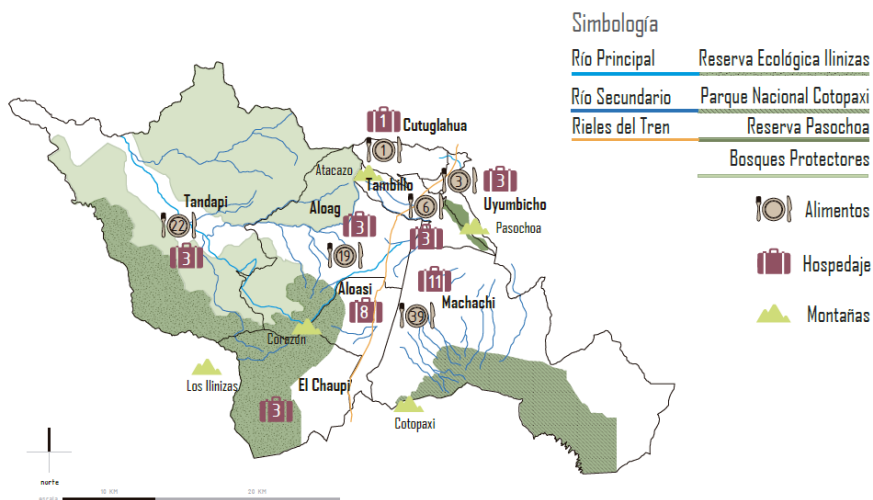 Simbología
Río Principal
Reserva Ecológica Ilinizas
Río Secundario
Parque Nacional Cotopaxi
Rieles del Tren
Reserva Pasochoa
Bosques Protectores
Alimentos
Hospedaje
Montañas
1
Cutuglahua
1
Atacazo
Tambillo
3
3
Uyumbicho
6
Pasochoa
3
Tandapi
22
3
Aloag
3
19
Aloasi
8
11
Machachi
39
Corazón
Los Ilinizas
El Chaupi
3
Cotopaxi
norte
10 KM
20 KM